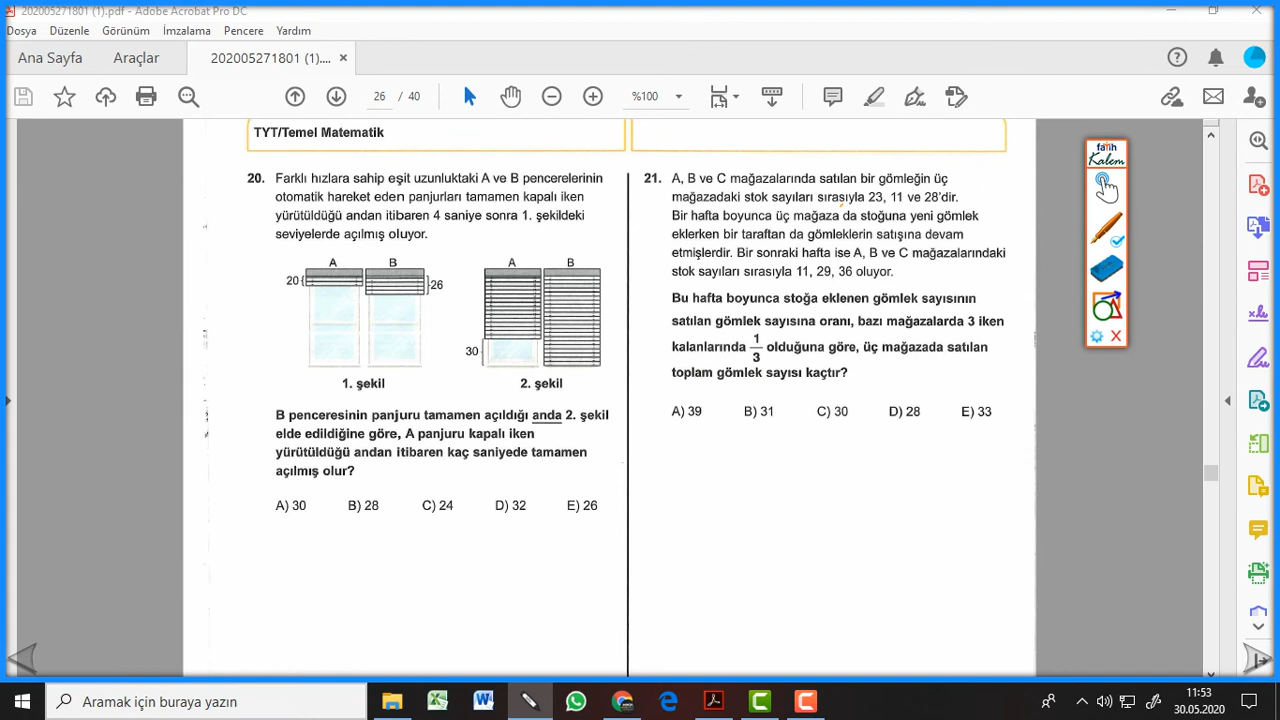 202005271801 (1).pdf - Adobe Acrobat Pro DC
Dosya Düzenle Görünüm İmzalama Pencere Yardım
Ana Sayfa Araçlar 202005271801 (1).... ×
26 / 40 %100
TYT/Temel Matematik
20. Farklı hızlara sahip eşit uzunluktaki A ve B pencerelerinin
otomatik hareket eden panjurları tamamen kapalı iken
yürütüldüğü andan itibaren 4 saniye sonra 1. şekildeki
seviyelerde açılmış oluyor.
A B A B
20 26
30
1. şekil 2. şekil
B penceresinin panjuru tamamen açıldığı anda 2. şekil
elde edildiğine göre, A panjuru kapalı iken
yürütüldüğü andan itibaren kaç saniyede tamamen
açılmış olur?
A) 30 B) 28 C) 24 D) 32 E) 26
21. A, B ve C mağazalarında satılan bir gömleğin üç
mağazadaki stok sayıları sırasıyla 23, 11 ve 28'dir.
Bir hafta boyunca üç mağaza da stoğuna yeni gömlek
eklerken bir taraftan da gömleklerin satışına devam
etmişlerdir. Bir sonraki hafta ise A, B ve C mağazalarındaki
stok sayıları sırasıyla 11, 29, 36 oluyor.
Bu hafta boyunca stoğa eklenen gömlek sayısının
satılan gömlek sayısına oranı, bazı mağazalarda 3 iken
kalanlarında 1/3 olduğuna göre, üç mağazada satılan
toplam gömlek sayısı kaçtır?
A) 39 B) 31 C) 30 D) 28 E) 33
fatih
Kalem
Aramak için buraya yazın
11:53
30.05.2020